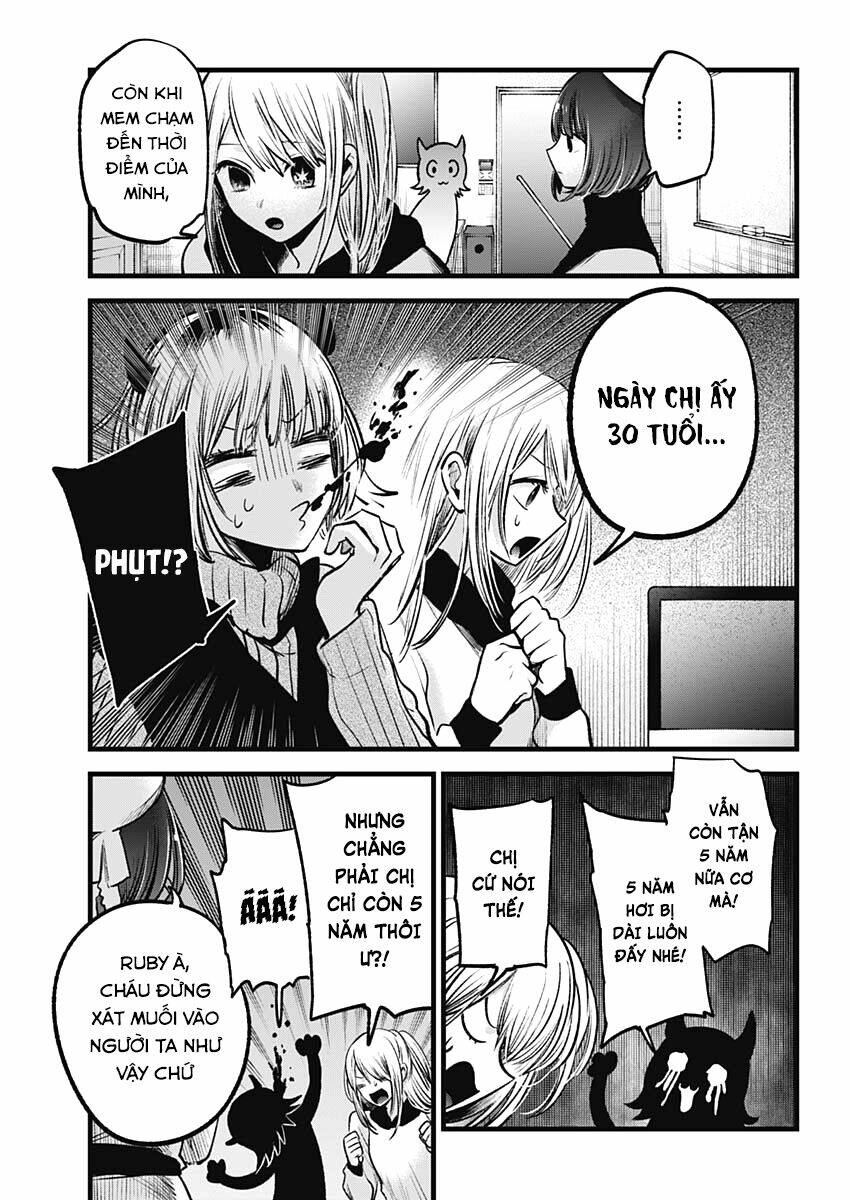 ......
CÒN KHI
MEM CHẠM
ĐẾN THỜI
ĐIỂM CỦA
MÌNH,
NGÀY CHỊ ẤY
30 TUỔI...
PHỤT!?
VẪN
CÒN TẬN
5 NĂM
NỮA CƠ
MÀ!
5 NĂM
HƠI BỊ
DÀI LUÔN
ĐẤY NHÉ!
CHỊ
CỨ NÓI
THẾ!
NHƯNG
CHẲNG
PHẢI CHỊ
CHỈ CÒN 5
NĂM THÔI
Ư?!
ÃÃÃ!
RUBY À,
CHÁU ĐỪNG
XÁT MUỐI VÀO
NGƯỜI TA NHƯ
VẬY CHỨ